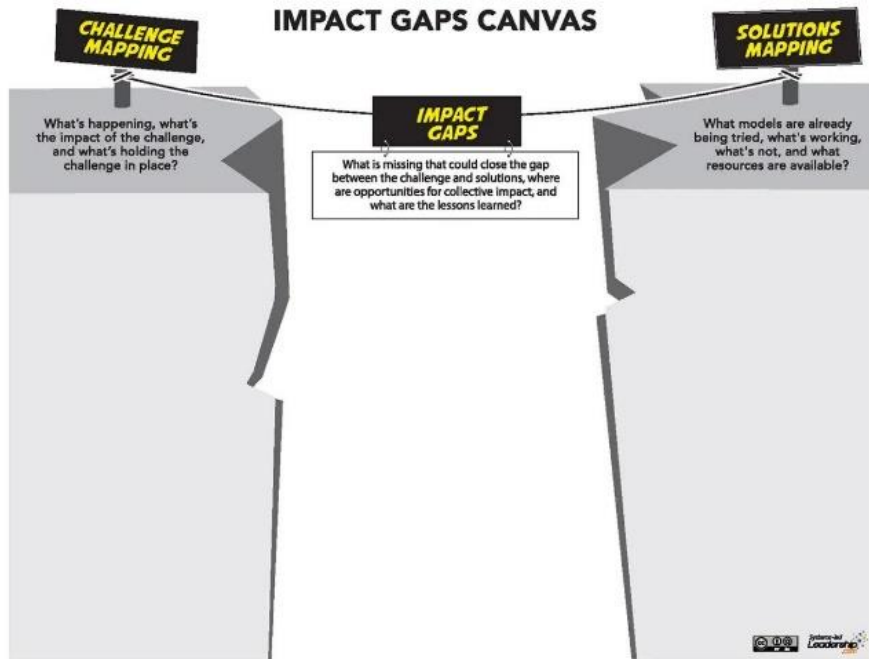 IMPACT GAPS CANVAS
CHALLENGE
MAPPING
What's happening, what's
the impact of the challenge,
and what's holding the
challenge in place?
IMPACT
GAPS
What is missing that could close the gap
between the challenge and solutions, where
are opportunities for collective impact, and
what are the lessons learned?
SOLUTIONS
MAPPING
What models are already
being tried, what's working,
what's not, and what
resources are available?
Systems-led
Leadership